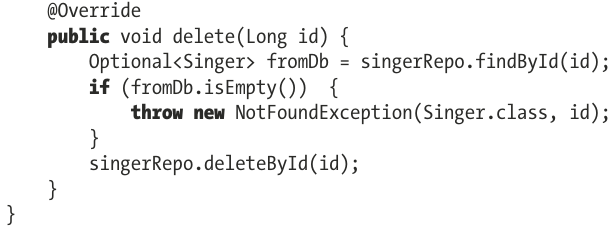 @Override
    public void delete(Long id) {
        Optional<Singer> fromDb = singerRepo.findById(id);
        if (fromDb.isEmpty())  {
            throw new NotFoundException(Singer.class, id);
        }
        singerRepo.deleteById(id);
    }
}